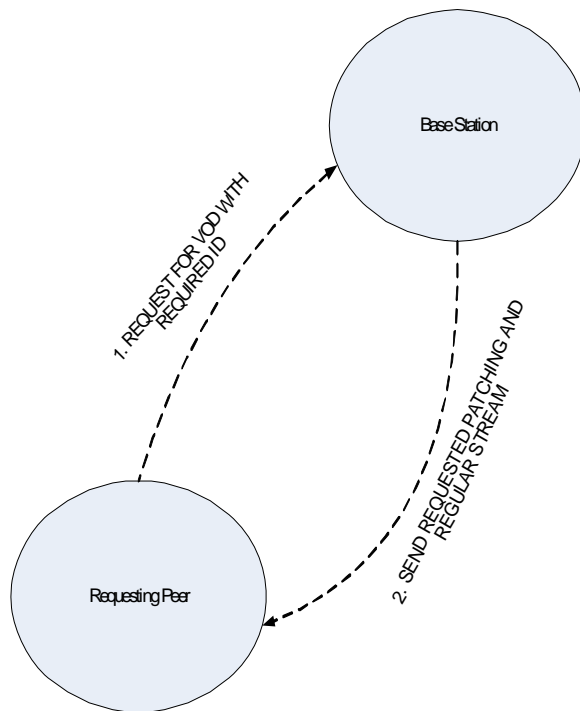 Base Station
1. REQUEST FOR VOD WITH
REQUIRED ID
2. SEND REQUESTED PATCHING AND
REGULAR STREAM
Requesting Peer